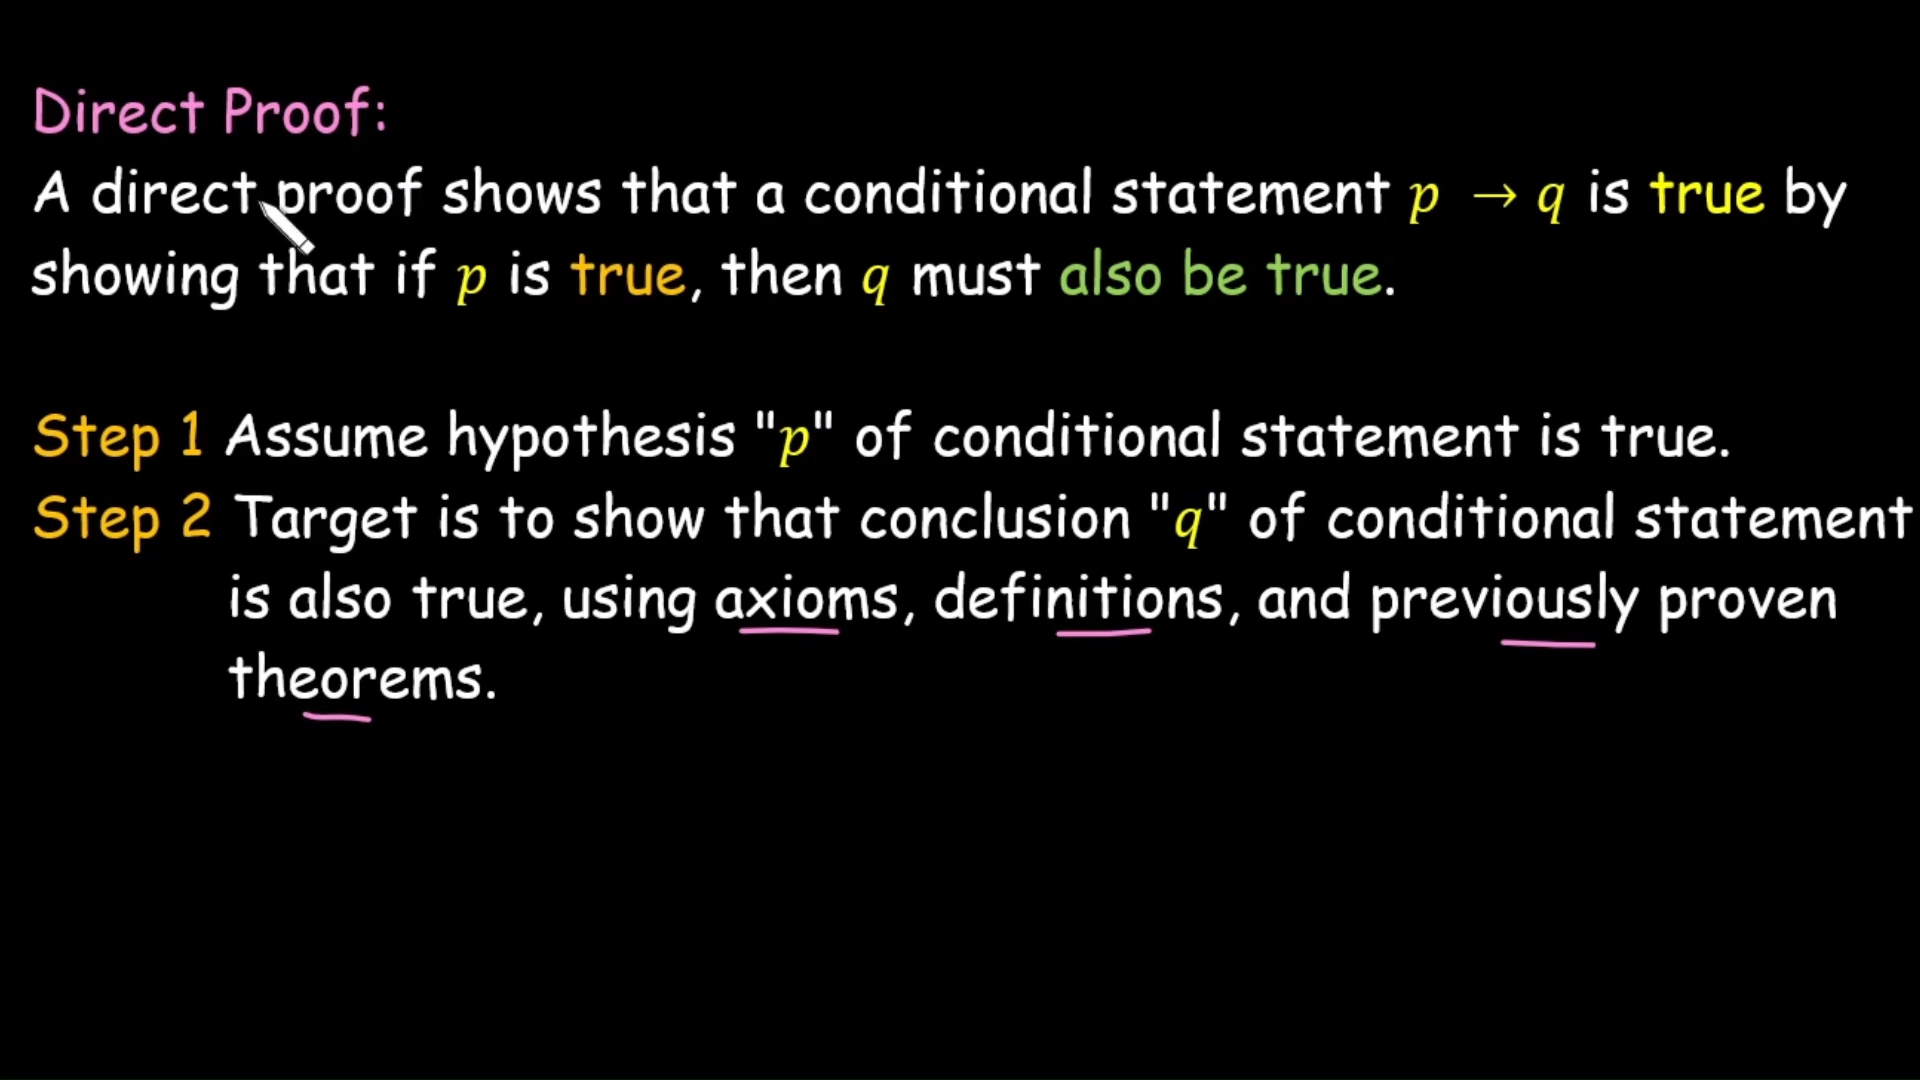 Direct Proof:
A direct proof shows that a conditional statement p → q is true by
showing that if p is true, then q must also be true.
Step 1 Assume hypothesis "p" of conditional statement is true.
Step 2 Target is to show that conclusion "q" of conditional statement
is also true, using axioms, definitions, and previously proven
theorems.